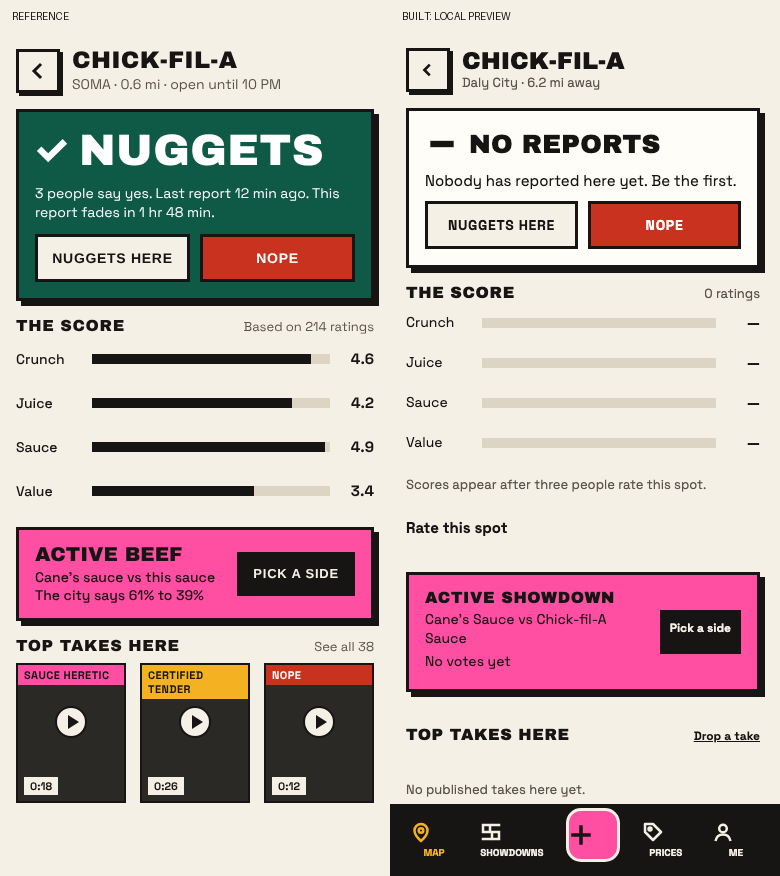 REFERENCE
CHICK-FIL-A
SOMA · 0.6 mi · open until 10 PM
NUGGETS
3 people say yes. Last report 12 min ago. This
report fades in 1 hr 48 min.
NUGGETS HERE
NOPE
THE SCORE
Based on 214 ratings
Crunch
4.6
Juice
4.2
Sauce
4.9
Value
3.4
ACTIVE BEEF
Cane's sauce vs this sauce
The city says 61% to 39%
PICK A SIDE
TOP TAKES HERE
See all 38
SAUCE HERETIC
0:18
CERTIFIED
TENDER
0:26
NOPE
0:12
BUILT: LOCAL PREVIEW
CHICK-FIL-A
Daly City · 6.2 mi away
— NO REPORTS
Nobody has reported here yet. Be the first.
NUGGETS HERE
NOPE
THE SCORE
0 ratings
Crunch
—
Juice
—
Sauce
—
Value
—
Scores appear after three people rate this spot.
Rate this spot
ACTIVE SHOWDOWN
Cane's Sauce vs Chick-fil-A
Sauce
No votes yet
Pick a side
TOP TAKES HERE
Drop a take
No published takes here yet.
MAP
SHOWDOWNS
+
PRICES
ME